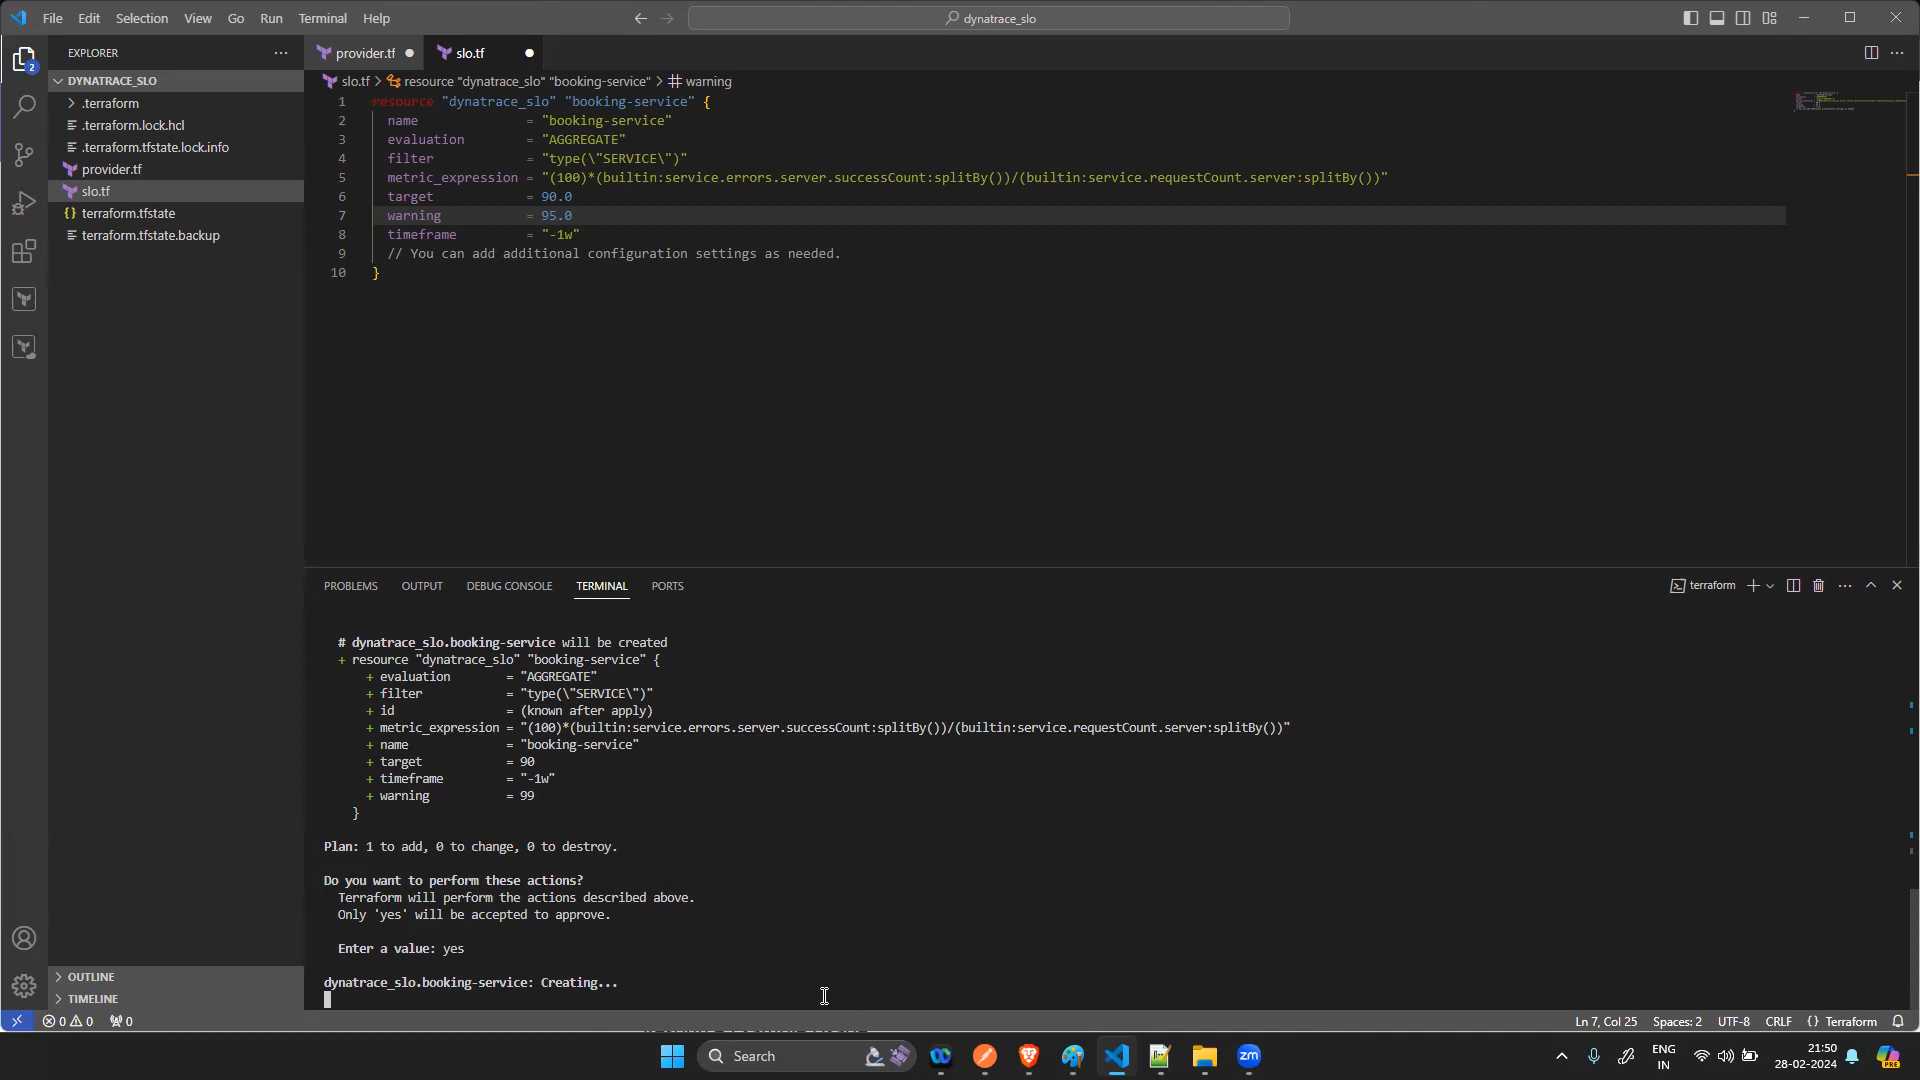 File Edit Selection View Go Run Terminal Help
dynatrace_slo
EXPLORER
provider.tf
slo.tf
DYNATRACE_SLO
.terraform
.terraform.lock.hcl
.terraform.tfstate.lock.info
provider.tf
slo.tf
terraform.tfstate
terraform.tfstate.backup
OUTLINE
TIMELINE
slo.tf > resource "dynatrace_slo" "booking-service" > warning
1 resource "dynatrace_slo" "booking-service" {
2 name = "booking-service"
3 evaluation = "AGGREGATE"
4 filter = "type(\"SERVICE\")"
5 metric_expression = "(100)*(builtin:service.errors.server.successCount:splitBy())/(builtin:service.requestCount.server:splitBy())"
6 target = 90.0
7 warning = 95.0
8 timeframe = "-1w"
9 // You can add additional configuration settings as needed.
10 }
PROBLEMS OUTPUT DEBUG CONSOLE TERMINAL PORTS
terraform
# dynatrace_slo.booking-service will be created
+ resource "dynatrace_slo" "booking-service" {
+ evaluation = "AGGREGATE"
+ filter = "type(\"SERVICE\")"
+ id = (known after apply)
+ metric_expression = "(100)*(builtin:service.errors.server.successCount:splitBy())/(builtin:service.requestCount.server:splitBy())"
+ name = "booking-service"
+ target = 90
+ timeframe = "-1w"
+ warning = 99
}
Plan: 1 to add, 0 to change, 0 to destroy.
Do you want to perform these actions?
Terraform will perform the actions described above.
Only 'yes' will be accepted to approve.
Enter a value: yes
dynatrace_slo.booking-service: Creating...
2
0 0 0
Ln 7, Col 25 Spaces: 2 UTF-8 CRLF {} Terraform
Search
zm
ENG
IN
21:50
28-02-2024
PRE